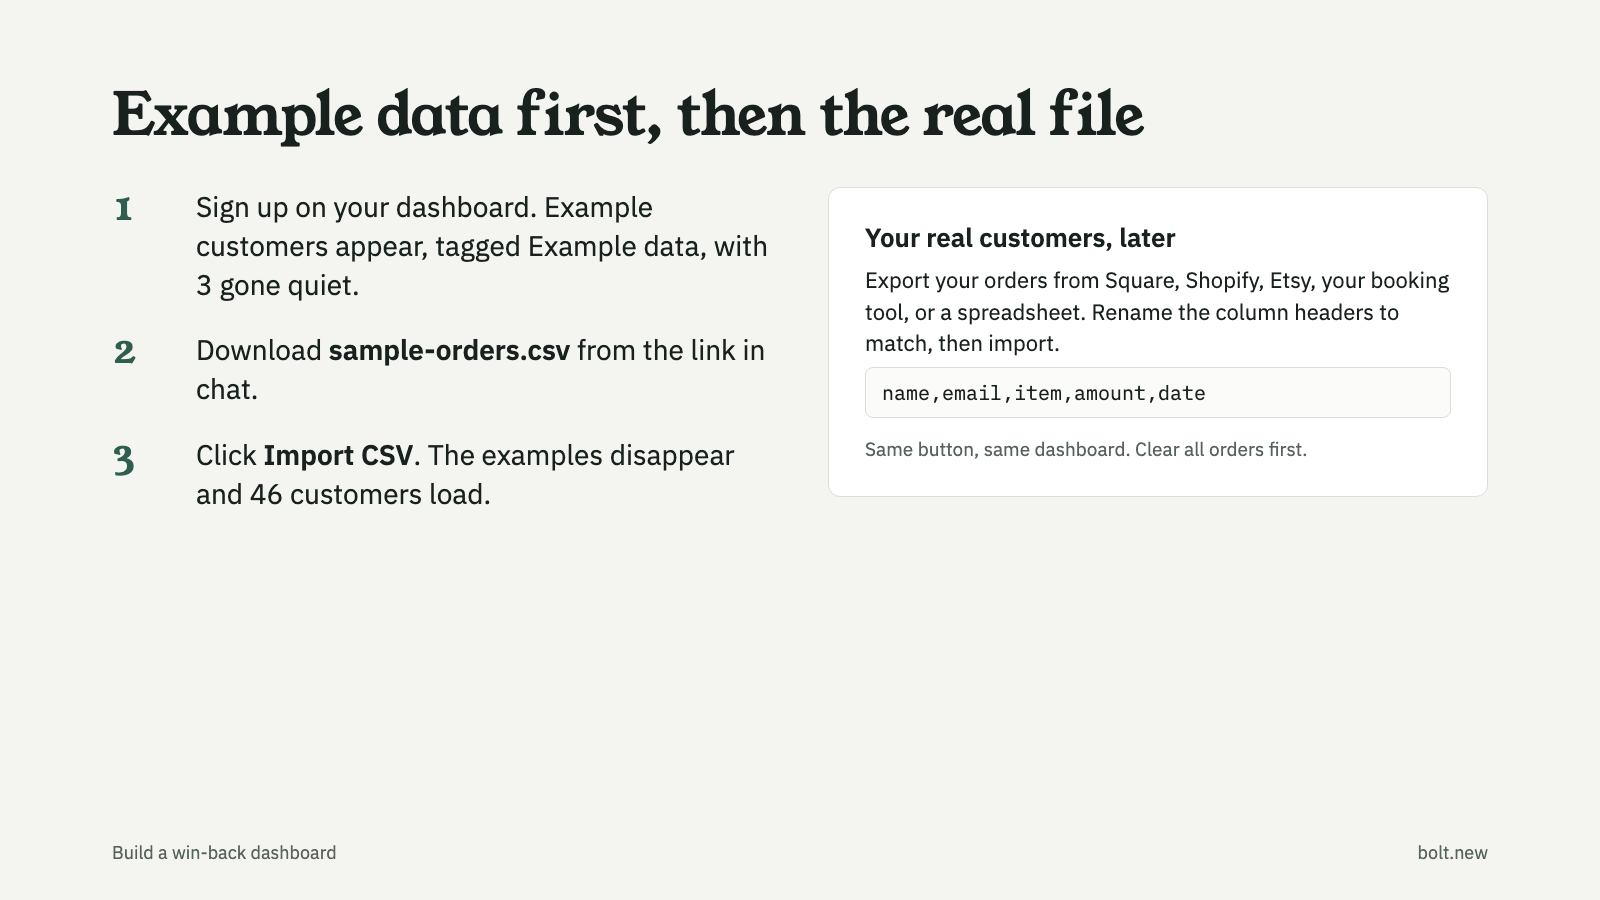 Example data first, then the real file
1
Sign up on your dashboard. Example
customers appear, tagged Example data, with
3 gone quiet.
2
Download sample-orders.csv from the link in
chat.
3
Click Import CSV. The examples disappear
and 46 customers load.
Your real customers, later
Export your orders from Square, Shopify, Etsy, your booking
tool, or a spreadsheet. Rename the column headers to
match, then import.
name,email,item,amount,date
Same button, same dashboard. Clear all orders first.
Build a win-back dashboard
bolt.new